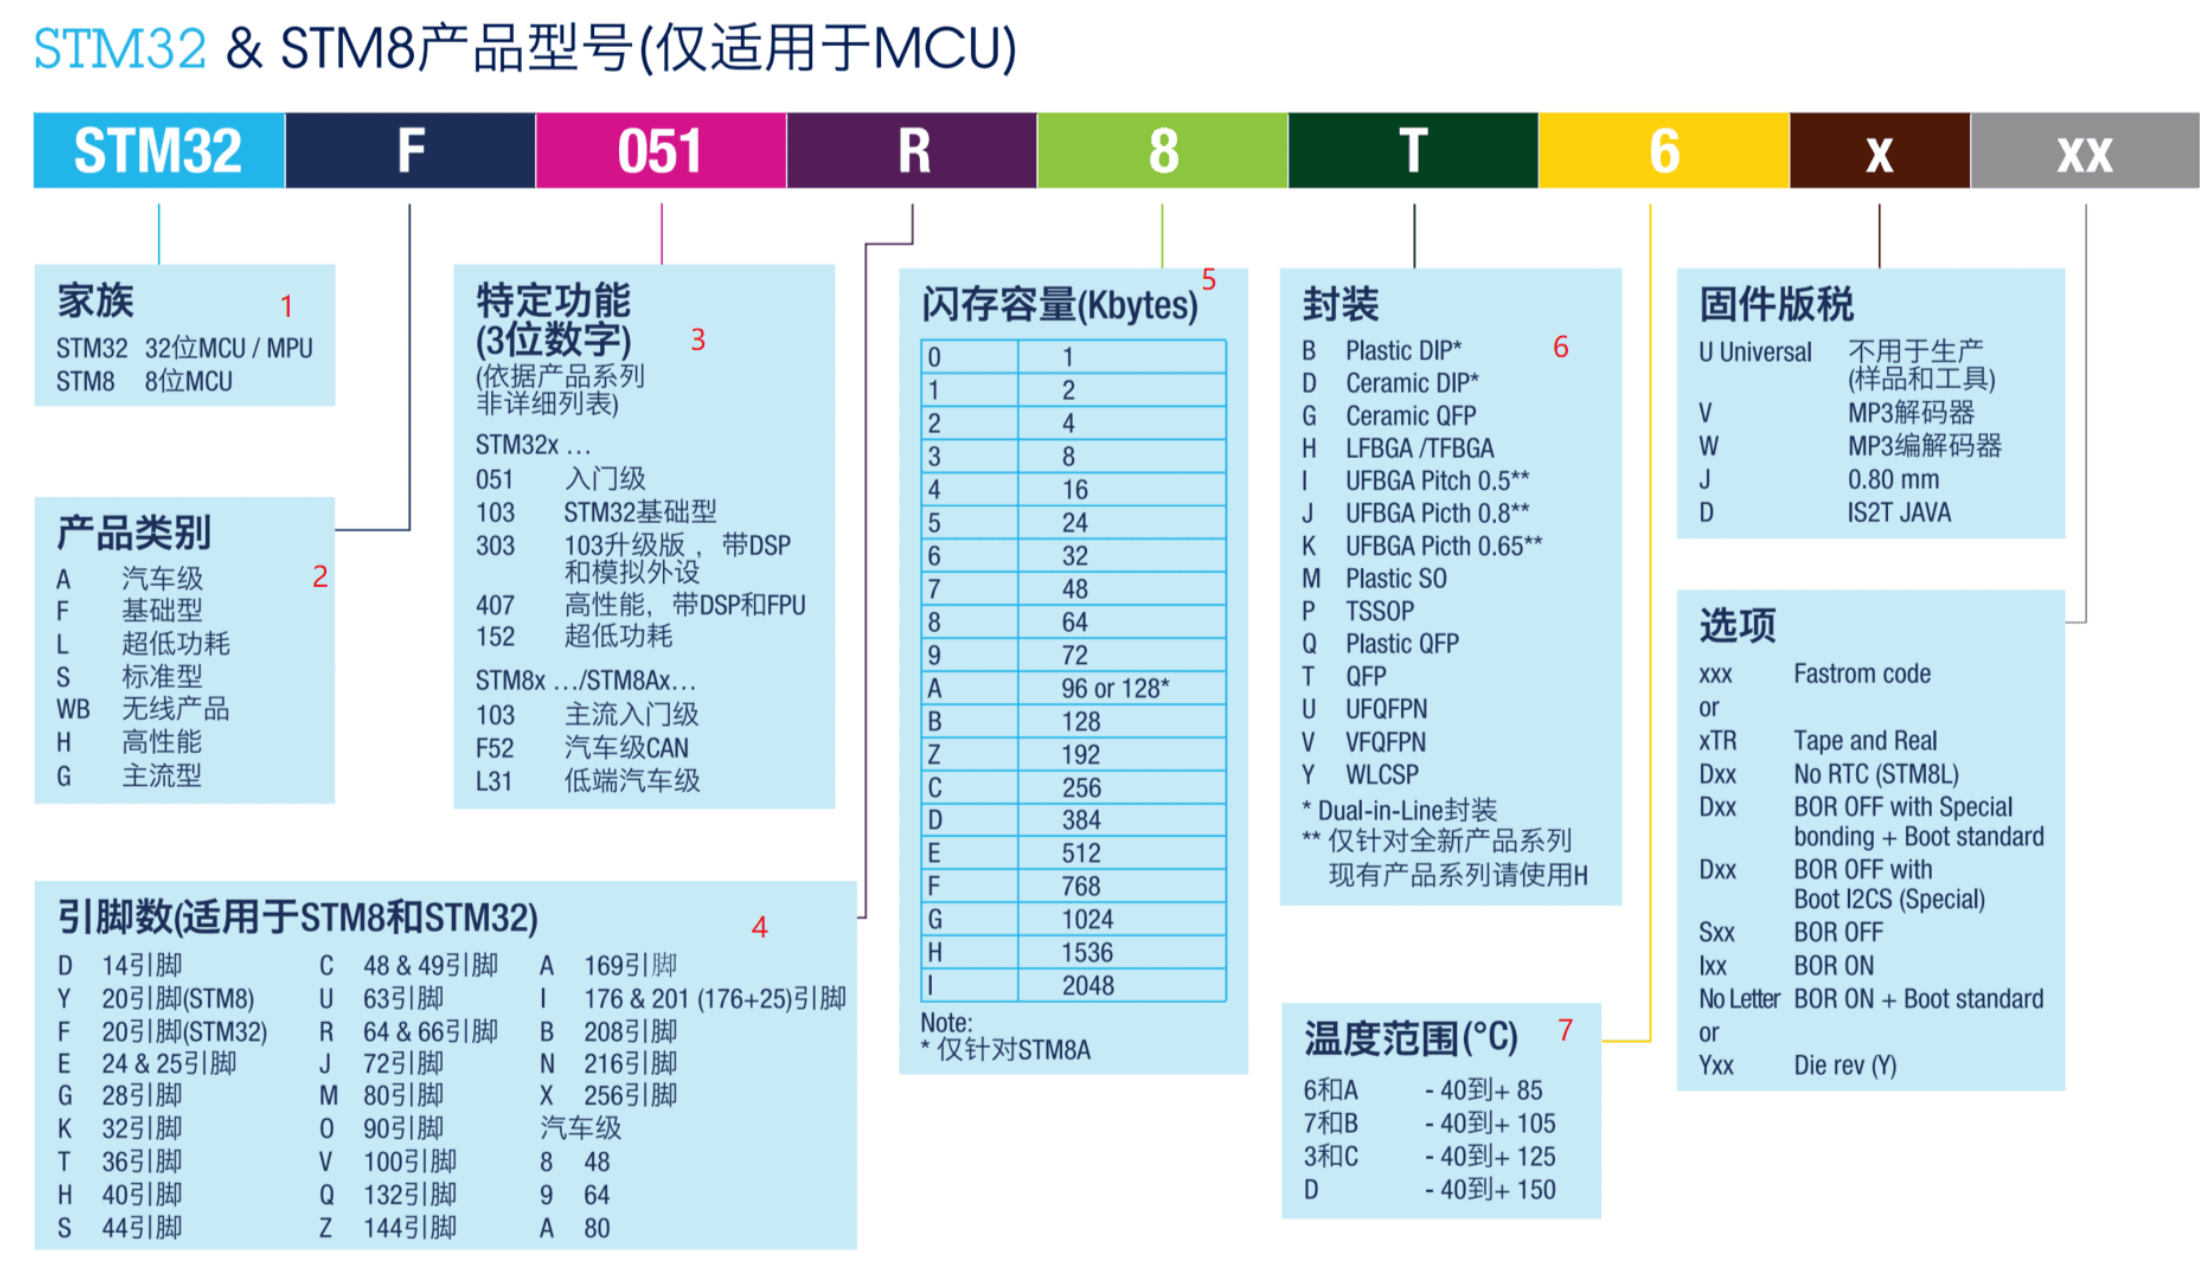 STM32 & STM8产品型号(仅适用于MCU)
STM32 F 051 R 8 T 6 x xx
家族 1
STM32 32位MCU / MPU
STM8 8位MCU
产品类别 2
A 汽车级
F 基础型
L 超低功耗
S 标准型
WB 无线产品
H 高性能
G 主流型
特定功能
(3位数字) 3
(依据产品系列
非详细列表)
STM32x ...
051 入门级
103 STM32基础型
303 103升级版，带DSP
和模拟外设
407 高性能，带DSP和FPU
152 超低功耗
STM8x .../STM8Ax...
103 主流入门级
F52 汽车级CAN
L31 低端汽车级
引脚数(适用于STM8和STM32) 4
D 14引脚 C 48 & 49引脚 A 169引脚
Y 20引脚(STM8) U 63引脚 I 176 & 201 (176+25)引脚
F 20引脚(STM32) R 64 & 66引脚 B 208引脚
E 24 & 25引脚 J 72引脚 N 216引脚
G 28引脚 M 80引脚 X 256引脚
K 32引脚 O 90引脚 汽车级
T 36引脚 V 100引脚 8 48
H 40引脚 Q 132引脚 9 64
S 44引脚 Z 144引脚 A 80
闪存容量(Kbytes) 5
0 1
1 2
2 4
3 8
4 16
5 24
6 32
7 48
8 64
9 72
A 96 or 128*
B 128
Z 192
C 256
D 384
E 512
F 768
G 1024
H 1536
I 2048
Note:
* 仅针对STM8A
封装 6
B Plastic DIP*
D Ceramic DIP*
G Ceramic QFP
H LFBGA /TFBGA
I UFBGA Pitch 0.5**
J UFBGA Picth 0.8**
K UFBGA Picth 0.65**
M Plastic SO
P TSSOP
Q Plastic QFP
T QFP
U UFQFPN
V VFQFPN
Y WLCSP
* Dual-in-Line封装
** 仅针对全新产品系列
现有产品系列请使用H
温度范围(°C) 7
6和A - 40到+ 85
7和B - 40到+ 105
3和C - 40到+ 125
D - 40到+ 150
固件版税
U Universal 不用于生产
(样品和工具)
V MP3解码器
W MP3编解码器
J 0.80 mm
D IS2T JAVA
选项
xxx Fastrom code
or
xTR Tape and Real
Dxx No RTC (STM8L)
Dxx BOR OFF with Special
bonding + Boot standard
Dxx BOR OFF with
Boot I2CS (Special)
Sxx BOR OFF
Ixx BOR ON
No Letter BOR ON + Boot standard
or
Yxx Die rev (Y)